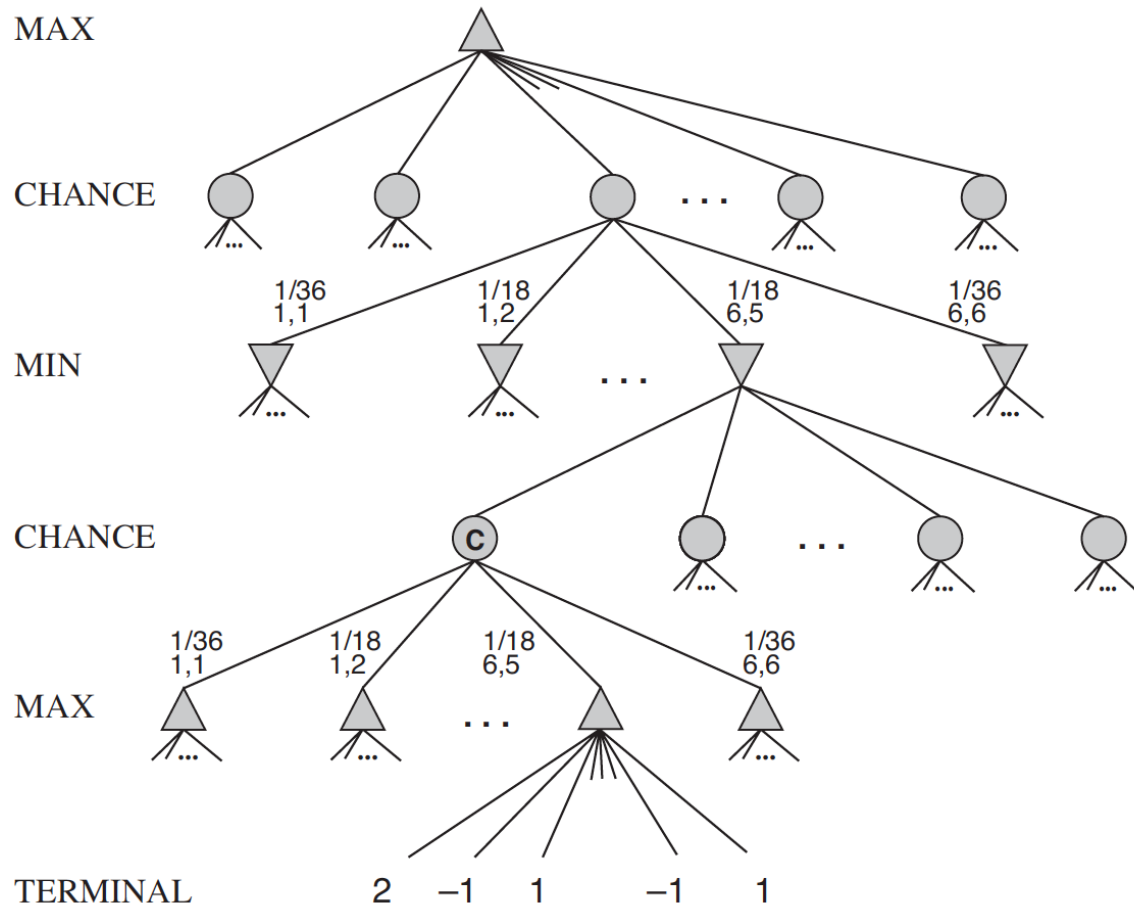 MAX
CHANCE
...
... ... ... ...
1/36 1/18 1/18 1/36
1,1 1,2 6,5 6,6
MIN
...
... ... ...
CHANCE
C
...
... ... ...
1/36 1/18 1/18 1/36
1,1 1,2 6,5 6,6
MAX
...
... ... ...
TERMINAL 2 –1 1 –1 1